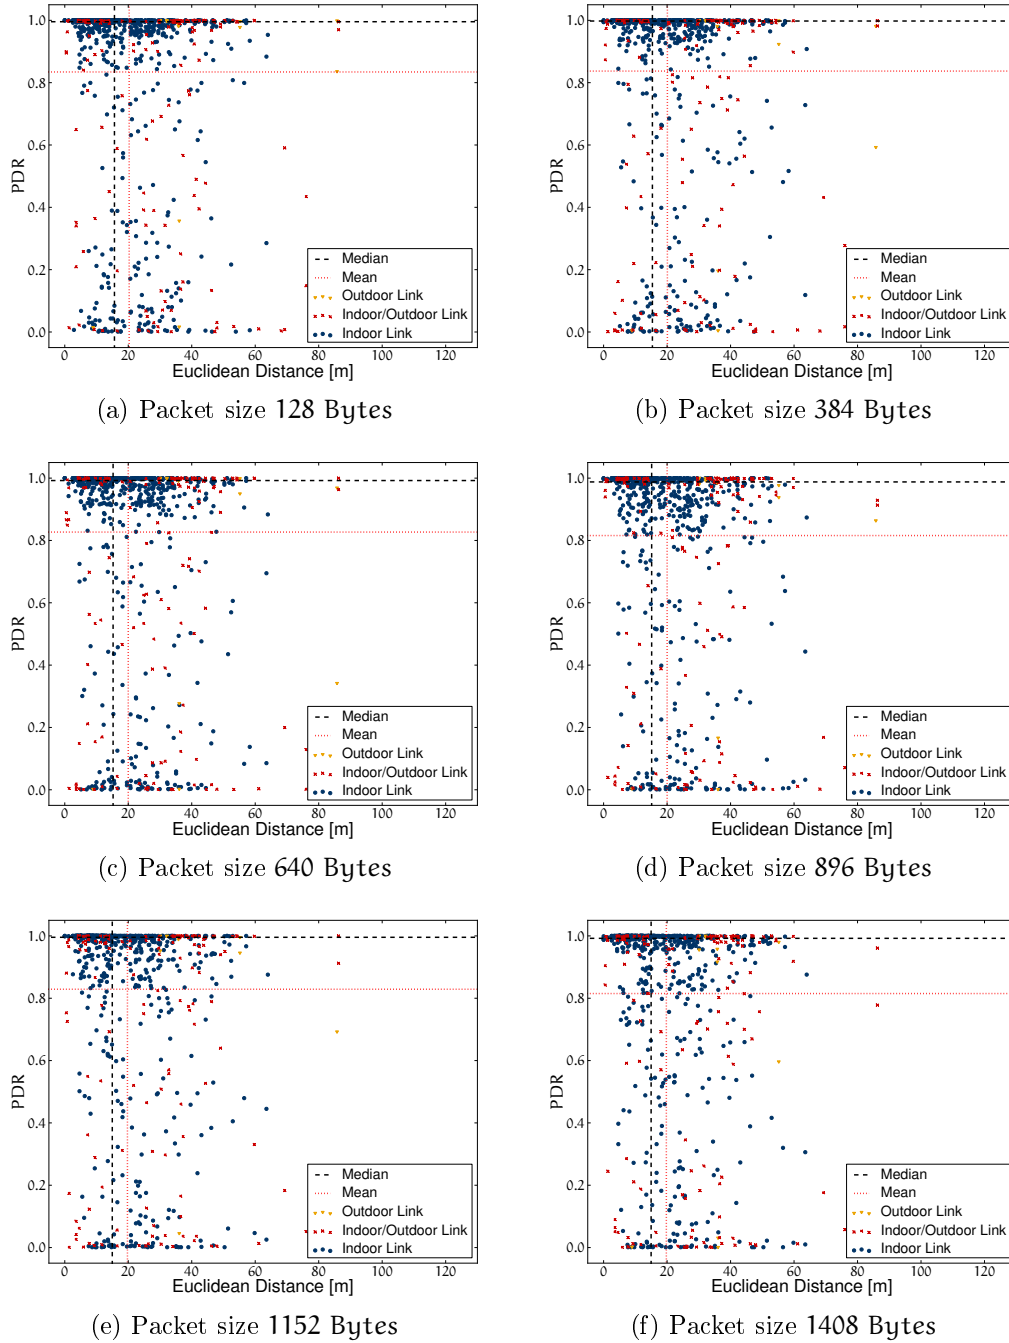 1.0
0.8
0.6
0.4
0.2
0.0
PDR
Median
Mean
Outdoor Link
Indoor/Outdoor Link
Indoor Link
0 20 40 60 80 100 120
Euclidean Distance [m]
(a) Packet size 128 Bytes
1.0
0.8
0.6
0.4
0.2
0.0
PDR
Median
Mean
Outdoor Link
Indoor/Outdoor Link
Indoor Link
0 20 40 60 80 100 120
Euclidean Distance [m]
(b) Packet size 384 Bytes
1.0
0.8
0.6
0.4
0.2
0.0
PDR
Median
Mean
Outdoor Link
Indoor/Outdoor Link
Indoor Link
0 20 40 60 80 100 120
Euclidean Distance [m]
(c) Packet size 640 Bytes
1.0
0.8
0.6
0.4
0.2
0.0
PDR
Median
Mean
Outdoor Link
Indoor/Outdoor Link
Indoor Link
0 20 40 60 80 100 120
Euclidean Distance [m]
(d) Packet size 896 Bytes
1.0
0.8
0.6
0.4
0.2
0.0
PDR
Median
Mean
Outdoor Link
Indoor/Outdoor Link
Indoor Link
0 20 40 60 80 100 120
Euclidean Distance [m]
(e) Packet size 1152 Bytes
1.0
0.8
0.6
0.4
0.2
0.0
PDR
Median
Mean
Outdoor Link
Indoor/Outdoor Link
Indoor Link
0 20 40 60 80 100 120
Euclidean Distance [m]
(f) Packet size 1408 Bytes